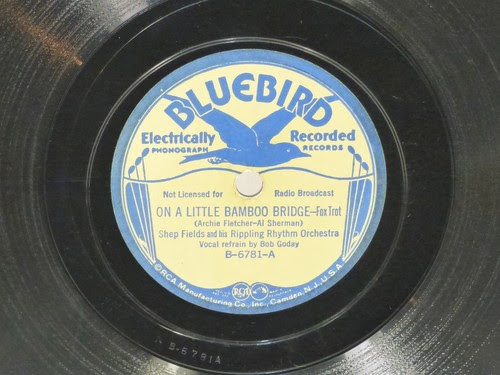 BLUEBIRD
Electrically Recorded
PHONOGRAPH RECORDS
Not Licensed for Radio Broadcast
ON A LITTLE BAMBOO BRIDGE—Fox Trot
(Archie Fletcher-Al Sherman)
Shep Fields and his Rippling Rhythm Orchestra
Vocal refrain by Bob Goday
B-6781-A
RCA
©RCA Manufacturing Co., Inc., Camden, N.J., U.S.A.
B-6781A